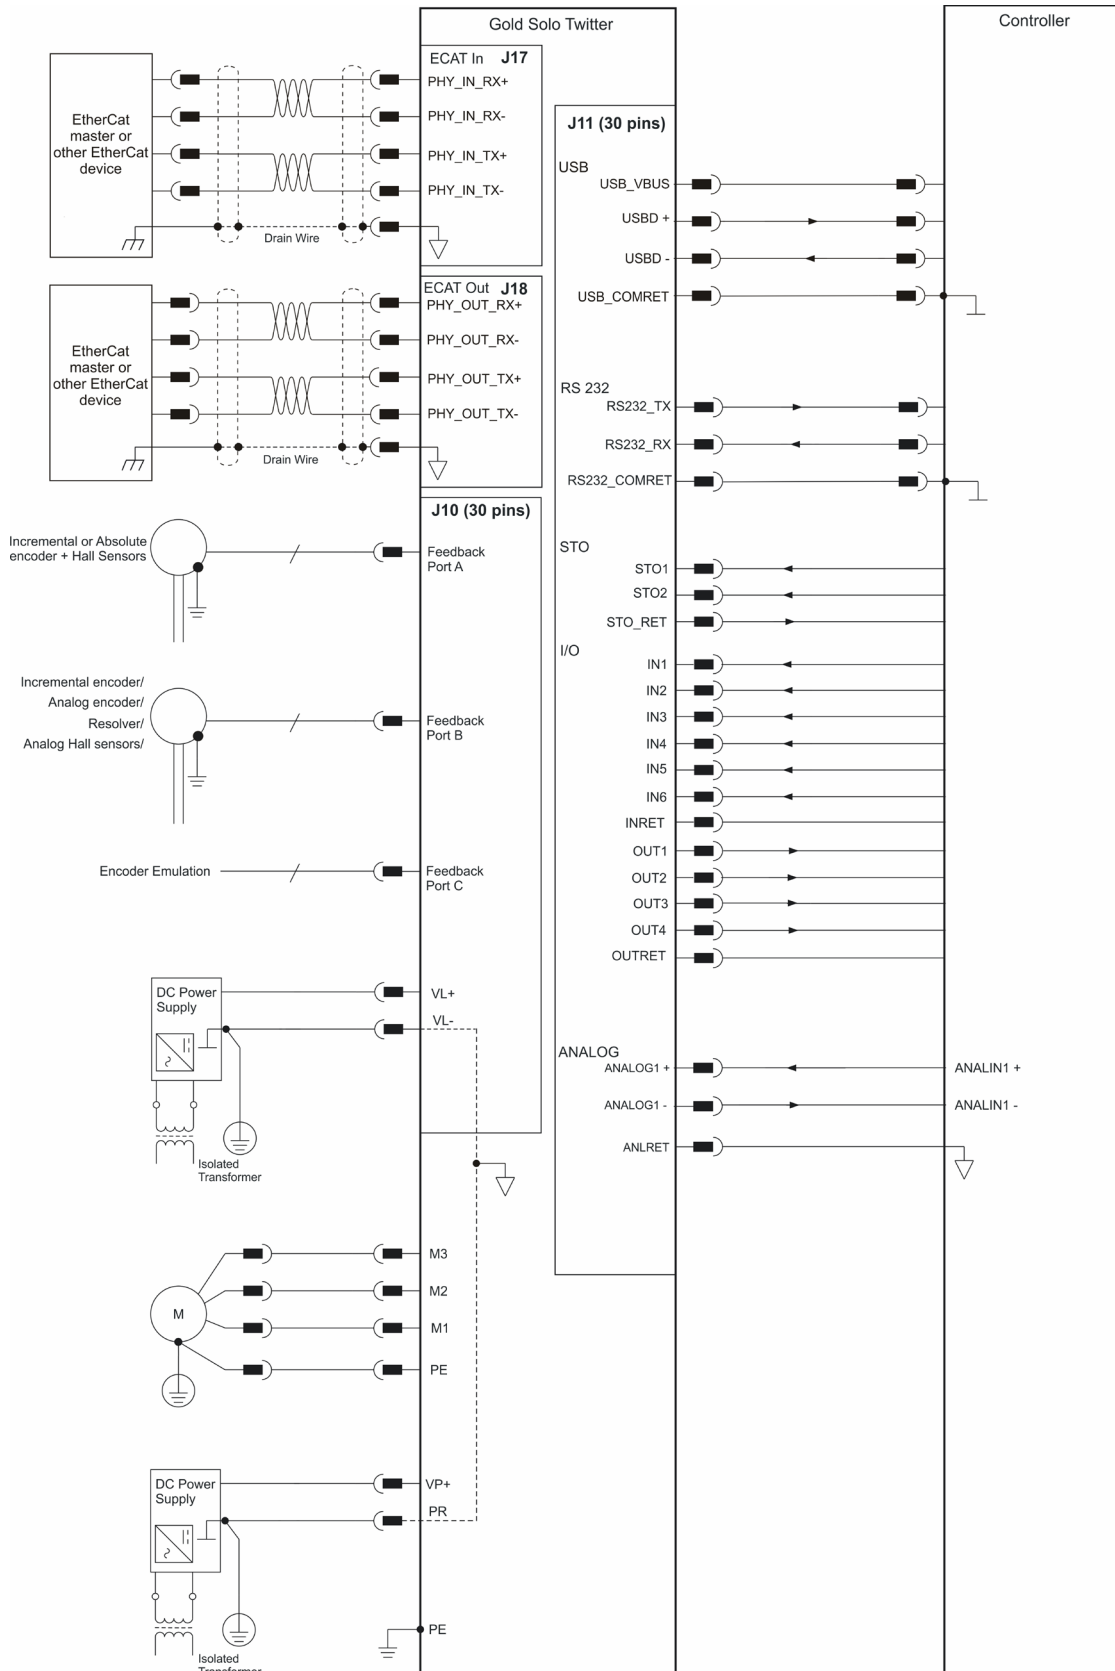 Gold Solo Twitter
Controller
ECAT In J17
PHY_IN_RX+
PHY_IN_RX-
PHY_IN_TX+
PHY_IN_TX-
EtherCat
master or
other EtherCat
device
Drain Wire
ECAT Out J18
PHY_OUT_RX+
PHY_OUT_RX-
PHY_OUT_TX+
PHY_OUT_TX-
EtherCat
master or
other EtherCat
device
Drain Wire
J10 (30 pins)
Incremental or Absolute
encoder + Hall Sensors
Feedback
Port A
Incremental encoder/
Analog encoder/
Resolver/
Analog Hall sensors/
Feedback
Port B
Encoder Emulation
Feedback
Port C
DC Power
Supply
VL+
VL-
Isolated
Transformer
M
M3
M2
M1
PE
DC Power
Supply
VP+
PR
Isolated
Transformer
PE
J11 (30 pins)
USB
USB_VBUS
USBD +
USBD -
USB_COMRET
RS 232
RS232_TX
RS232_RX
RS232_COMRET
STO
STO1
STO2
STO_RET
I/O
IN1
IN2
IN3
IN4
IN5
IN6
INRET
OUT1
OUT2
OUT3
OUT4
OUTRET
ANALOG
ANALOG1 +
ANALOG1 -
ANLRET
ANALIN1 +
ANALIN1 -